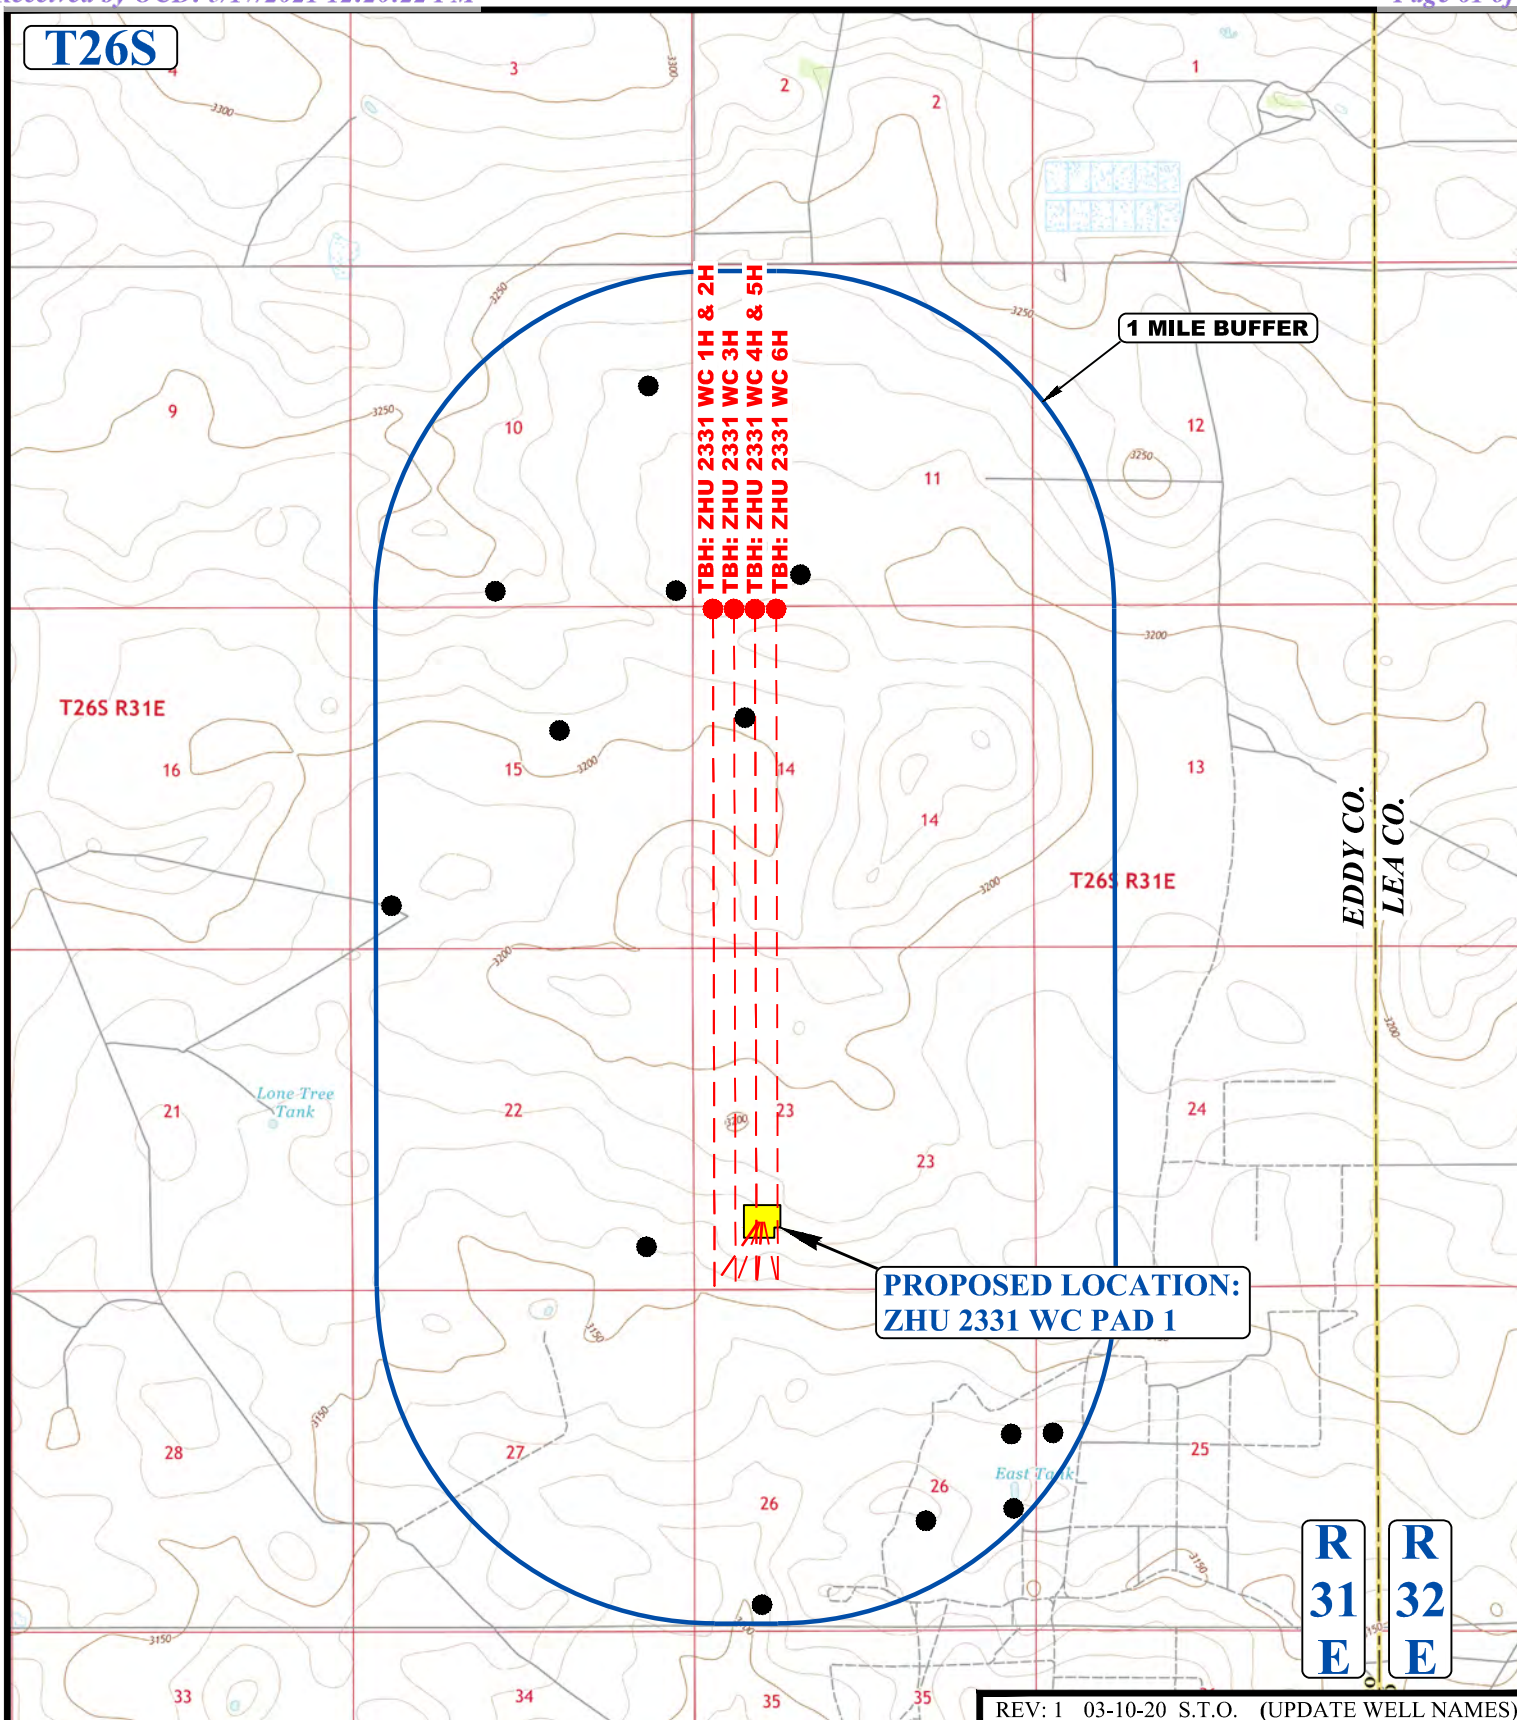 T26S
4
3
2
2
1
3300
3300
3250
3250
TBH: ZHU 2331 WC 1H & 2H
TBH: ZHU 2331 WC 3H
TBH: ZHU 2331 WC 4H & 5H
TBH: ZHU 2331 WC 6H
1 MILE BUFFER
9
3250
10
11
12
3250
3200
T26S R31E
16
15
3200
14
14
13
EDDY CO.
LEA CO.
3200
T26S R31E
3200
3200
Lone Tree
Tank
21
22
3200
23
23
24
PROPOSED LOCATION:
ZHU 2331 WC PAD 1
3150
3150
28
27
26
26
East Tank
25
3150
R
31
E
R
32
E
3150
33
34
35
35
REV: 1 03-10-20 S.T.O. (UPDATE WELL NAMES)